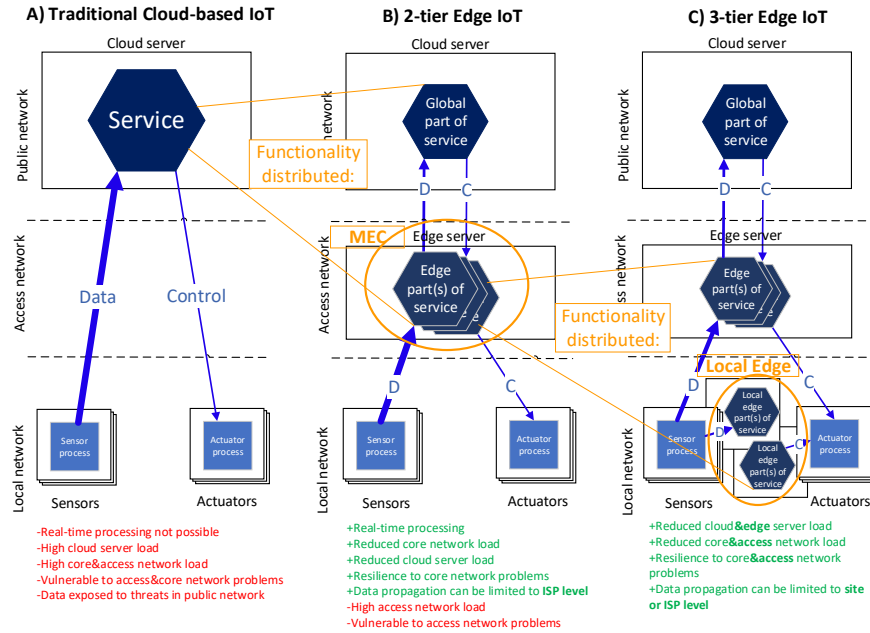 A) Traditional Cloud-based IoT
Cloud server
Public network
Service
Access network
Data
Control
Local network
Sensor
process
Actuator
process
Sensors
Actuators
-Real-time processing not possible
-High cloud server load
-High core&access network load
-Vulnerable to access&core network problems
-Data exposed to threats in public network
B) 2-tier Edge IoT
Cloud server
Global
part of
service
Functionality
distributed:
D
C
MEC
Edge server
Access network
Edge
part(s) of
service
D
C
Local network
Sensor
process
Actuator
process
Sensors
Actuators
+Real-time processing
+Reduced core network load
+Reduced cloud server load
+Resilience to core network problems
+Data propagation can be limited to ISP level
-High access network load
-Vulnerable to access network problems
C) 3-tier Edge IoT
Cloud server
Public network
Global
part of
service
D
C
Edge server
Edge
part(s) of
service
Functionality
distributed:
Local Edge
D
C
Local network
Sensor
process
D
Local
edge
part(s) of
service
C
Local edge
part(s) of
service
Actuator
process
Sensors
Actuators
+Reduced cloud&edge server load
+Reduced core&access network load
+Resilience to core&access network
problems
+Data propagation can be limited to site
or ISP level